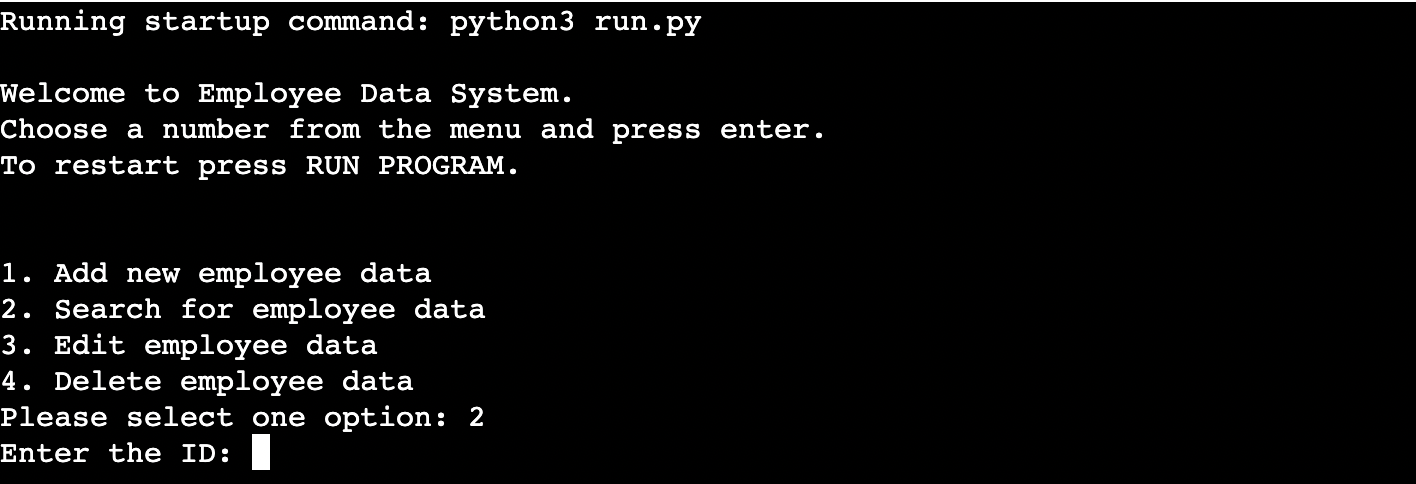 Running startup command: python3 run.py
Welcome to Employee Data System.
Choose a number from the menu and press enter.
To restart press RUN PROGRAM.
1. Add new employee data
2. Search for employee data
3. Edit employee data
4. Delete employee data
Please select one option: 2
Enter the ID: